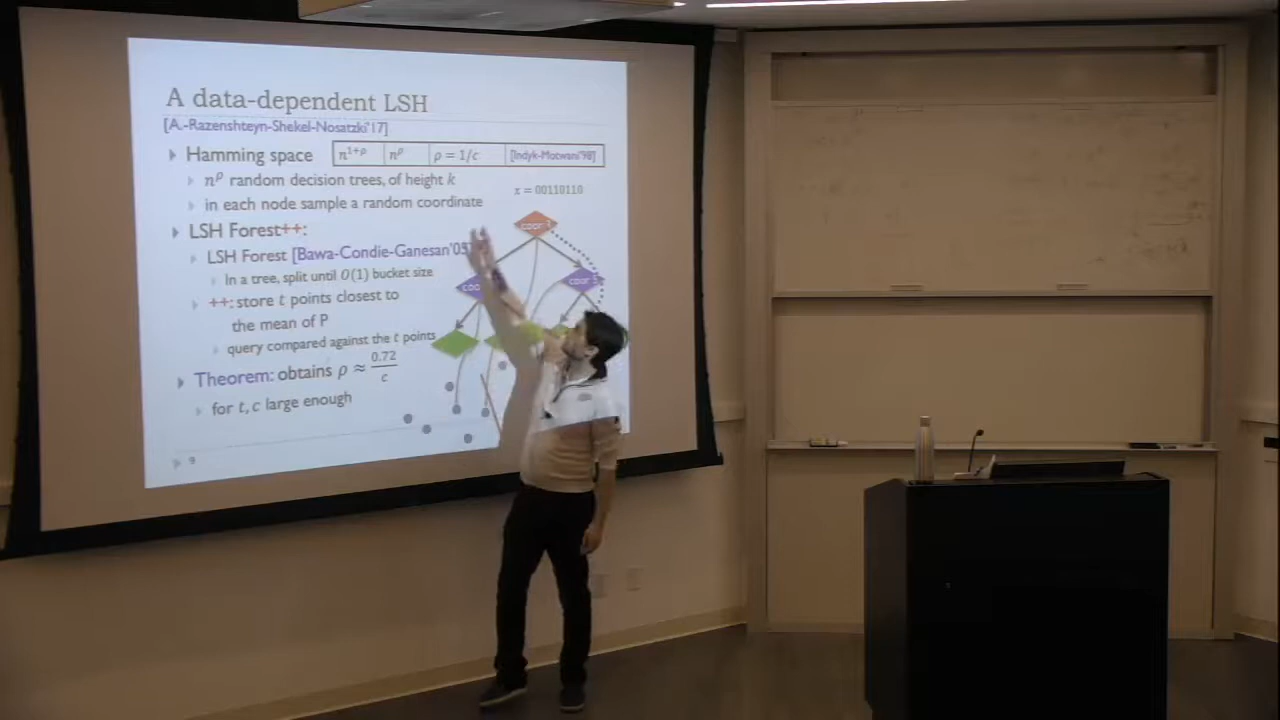 A data-dependent LSH
[A.-Razenshteyn-Shekel-Nosatzki'17]
Hamming space n^{1+ρ} n^ρ ρ = 1/c [Indyk-Motwani'98]
n^ρ random decision trees, of height k
x = 00110110
in each node sample a random coordinate
LSH Forest++:
coor
LSH Forest [Bawa-Condie-Ganesan'05]
In a tree, split until O(1) bucket size
coor
++: store t points closest to
the mean of P
query compared against the t points
Theorem: obtains ρ ≈ 0.72/c
for t, c large enough
9